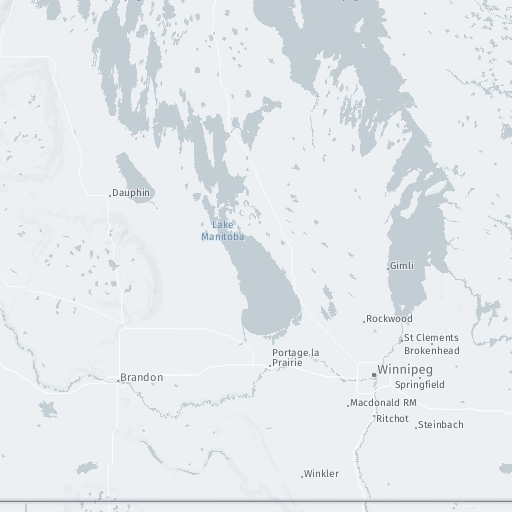 Dauphin
Lake
Manitoba
Gimli
Rockwood
St Clements
Brokenhead
Portage la
Prairie
Winnipeg
Brandon
Springfield
Macdonald RM
Ritchot
Steinbach
Winkler